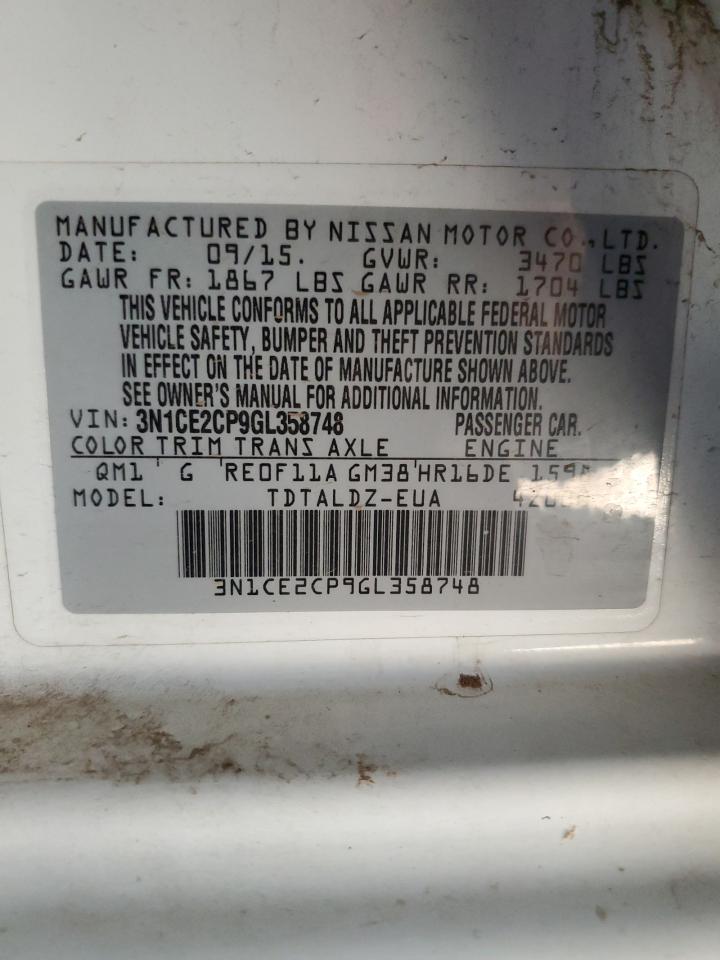 MANUFACTURED BY NISSAN MOTOR CO.,LTD.
DATE: 09/15. GVWR: 3470 LBS
GAWR FR: 1867 LBS GAWR RR: 1704 LBS
THIS VEHICLE CONFORMS TO ALL APPLICABLE FEDERAL MOTOR
VEHICLE SAFETY, BUMPER AND THEFT PREVENTION STANDARDS
IN EFFECT ON THE DATE OF MANUFACTURE SHOWN ABOVE.
SEE OWNER'S MANUAL FOR ADDITIONAL INFORMATION.
VIN: 3N1CE2CP9GL358748 PASSENGER CAR.
COLOR TRIM TRANS AXLE ENGINE
QM1 G RE0F11A GM38 HR16DE
MODEL: TDTALDZ-EUA
3N1CE2CP9GL358748